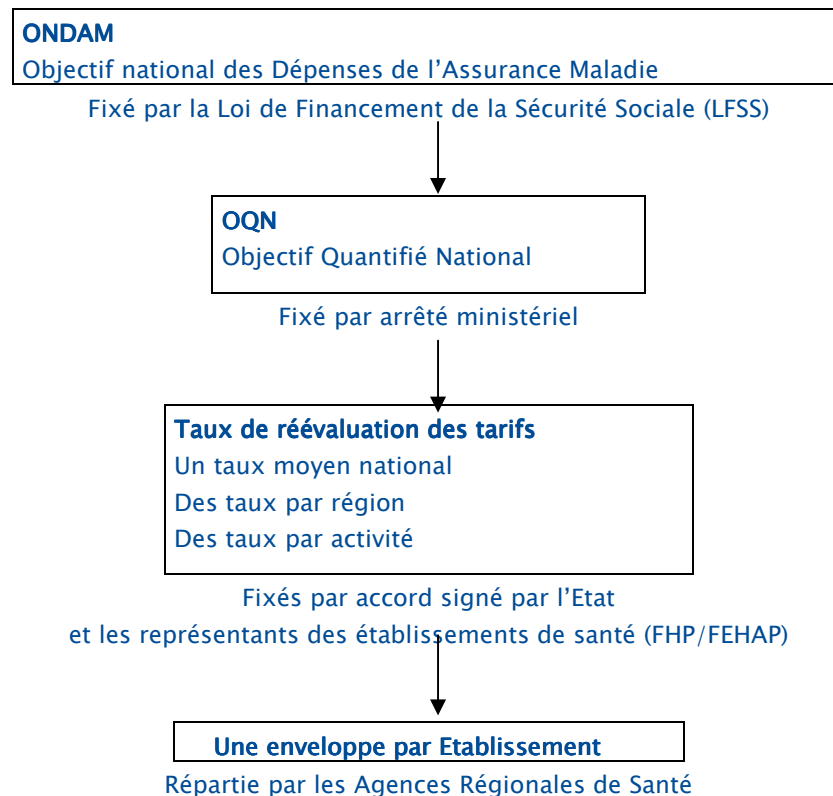 ONDAM
Objectif national des Dépenses de l'Assurance Maladie
Fixé par la Loi de Financement de la Sécurité Sociale (LFSS)
OQN
Objectif Quantifié National
Fixé par arrêté ministériel
Taux de réévaluation des tarifs
Un taux moyen national
Des taux par région
Des taux par activité
Fixés par accord signé par l'Etat
et les représentants des établissements de santé (FHP/FEHAP)
Une enveloppe par Etablissement
Répartie par les Agences Régionales de Santé